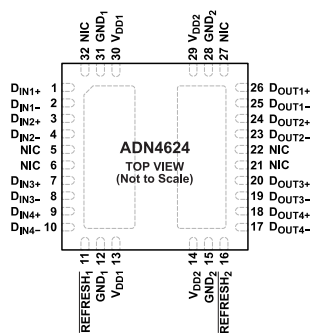 32 NIC
31 GND1
30 VDD1
29 VDD2
28 GND2
27 NIC
DIN1+ 1
DIN1– 2
DIN2+ 3
DIN2– 4
NIC 5
NIC 6
DIN3+ 7
DIN3– 8
DIN4+ 9
DIN4– 10
ADN4624
TOP VIEW
(Not to Scale)
26 DOUT1+
25 DOUT1–
24 DOUT2+
23 DOUT2–
22 NIC
21 NIC
20 DOUT3+
19 DOUT3–
18 DOUT4+
17 DOUT4–
REFRESH1 11
GND1 12
VDD1 13
VDD2 14
GND2 15
REFRESH2 16